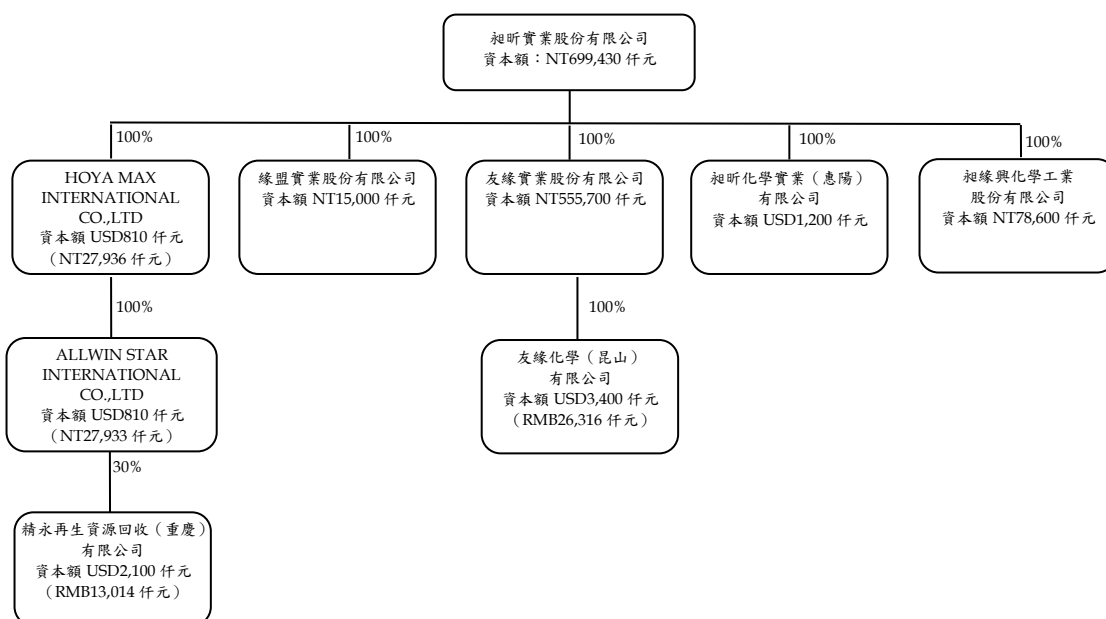 昶昕實業股份有限公司
資本額：NT699,430 仟元
100%
100%
100%
100%
100%
HOYA MAX
INTERNATIONAL
CO.,LTD
資本額 USD810 仟元
（NT27,936 仟元）
緣盟實業股份有限公司
資本額 NT15,000 仟元
友緣實業股份有限公司
資本額 NT555,700 仟元
昶昕化學實業（惠陽）
有限公司
資本額 USD1,200 仟元
昶緣興化學工業
股份有限公司
資本額 NT78,600 仟元
100%
100%
ALLWIN STAR
INTERNATIONAL
CO.,LTD
資本額 USD810 仟元
（NT27,933 仟元）
友緣化學（昆山）
有限公司
資本額 USD3,400 仟元
（RMB26,316 仟元）
30%
精永再生資源回收（重慶）
有限公司
資本額 USD2,100 仟元
（RMB13,014 仟元）